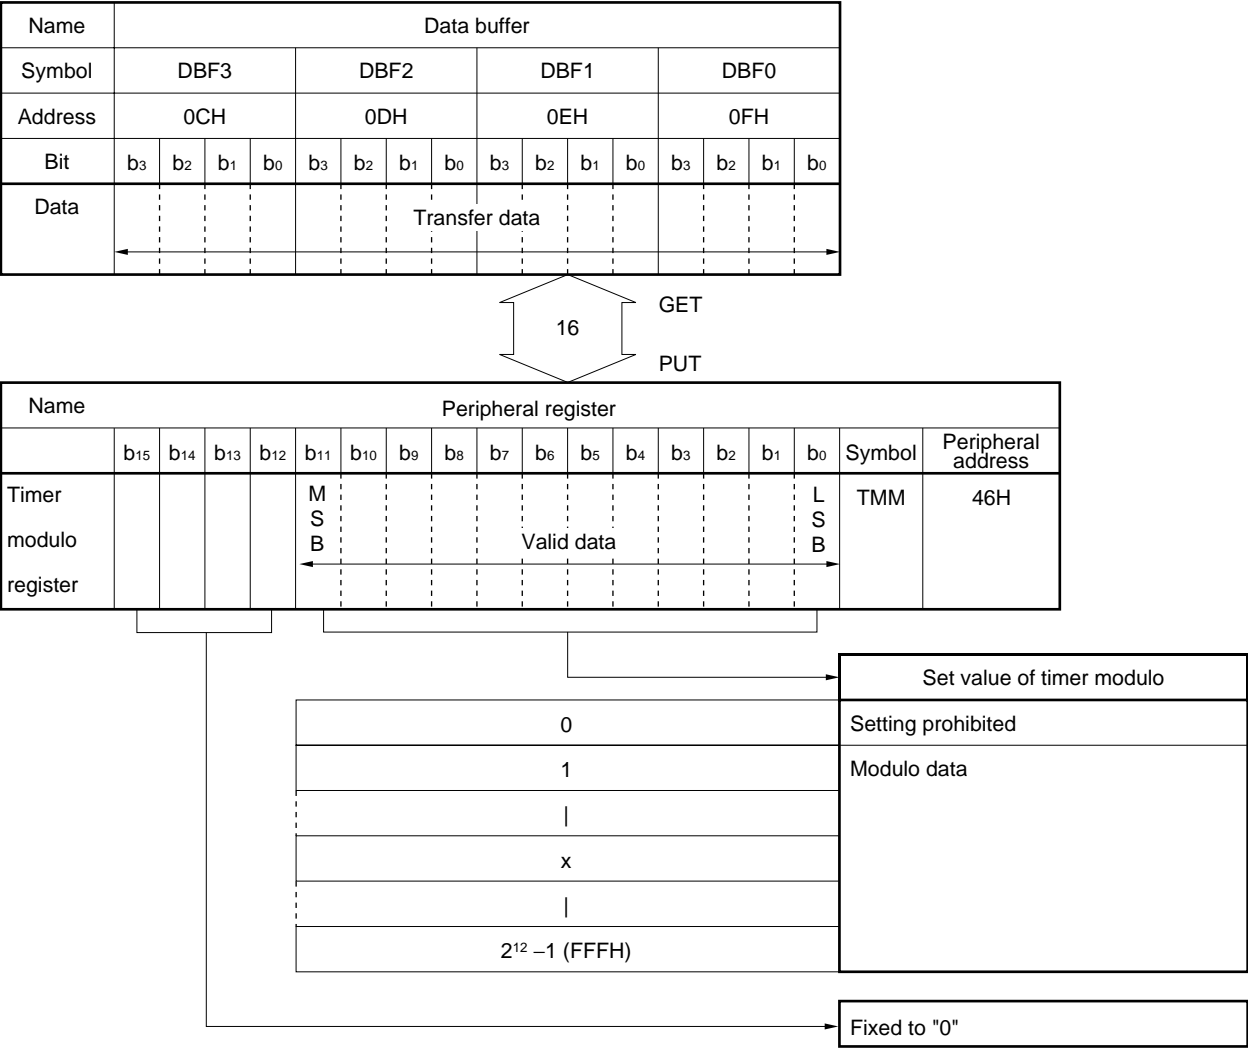 Name Data buffer
Symbol DBF3 DBF2 DBF1 DBF0
Address 0CH 0DH 0EH 0FH
Bit b3 b2 b1 b0 b3 b2 b1 b0 b3 b2 b1 b0 b3 b2 b1 b0
Data Transfer data
GET
16
PUT
Name Peripheral register
b15 b14 b13 b12 b11 b10 b9 b8 b7 b6 b5 b4 b3 b2 b1 b0 Symbol Peripheral address
Timer modulo register MSB Valid data LSB TMM 46H
Set value of timer modulo
0 Setting prohibited
1 Modulo data
|
x
|
2¹² –1 (FFFH)
Fixed to "0"